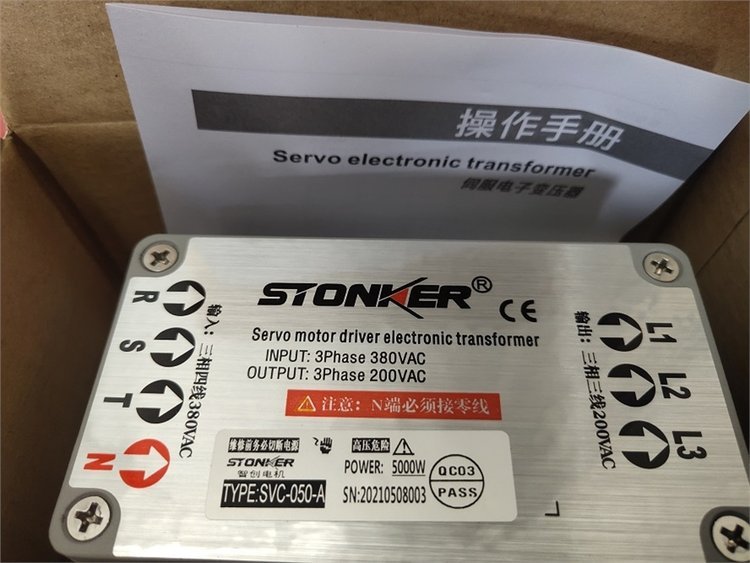 操作手册
Servo electronic transformer
伺服电子变压器
STONKER®
CE
Servo motor driver electronic transformer
INPUT: 3Phase 380VAC
OUTPUT: 3Phase 200VAC
注意：N端必须接零线
R
S
T
N
输入：三相四线380VAC
输出：三相三线200VAC
L1
L2
L3
维修前务必切断电源
高压危险
STONKER
智创电机
POWER: 5000W
TYPE:SVC-050-A
SN:20210508003
QC03
PASS